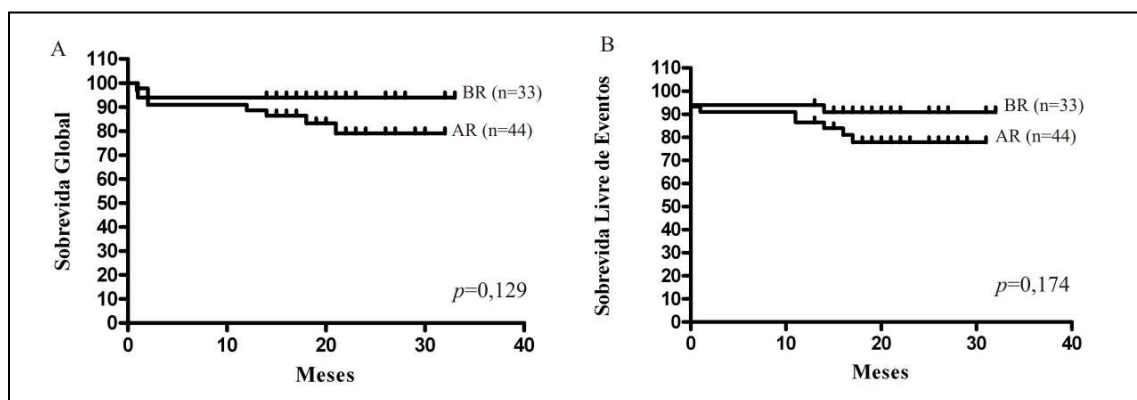 A
Sobrevida Global
110
100
90
80
70
60
50
40
30
20
10
0
0 10 20 30 40
Meses
BR (n=33)
AR (n=44)
p=0,129
B
Sobrevida Livre de Eventos
110
100
90
80
70
60
50
40
30
20
10
0
0 10 20 30 40
Meses
BR (n=33)
AR (n=44)
p=0,174